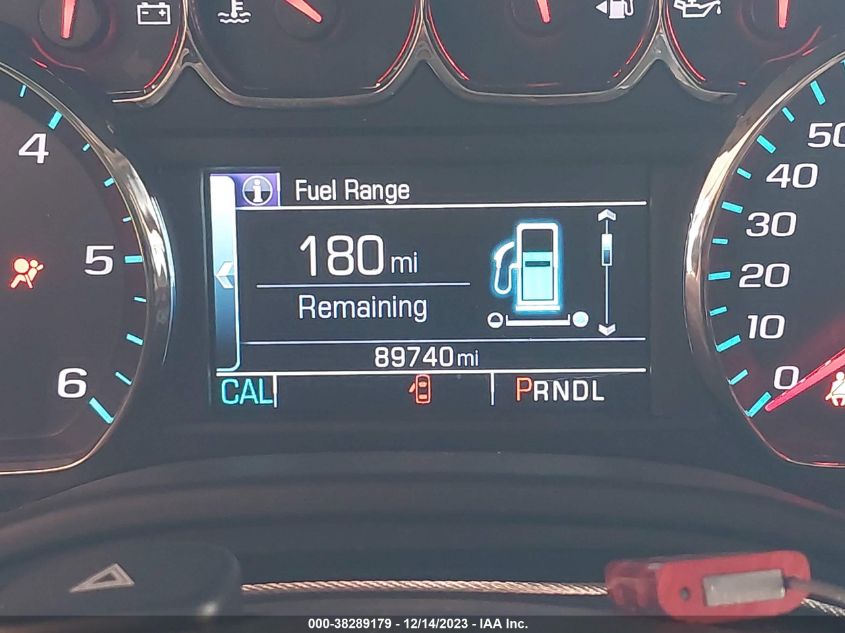 4
5
6
Fuel Range
180 mi
Remaining
89740 mi
CAL
PRNDL
50
40
30
20
10
0
000-38289179 - 12/14/2023 - IAA Inc.